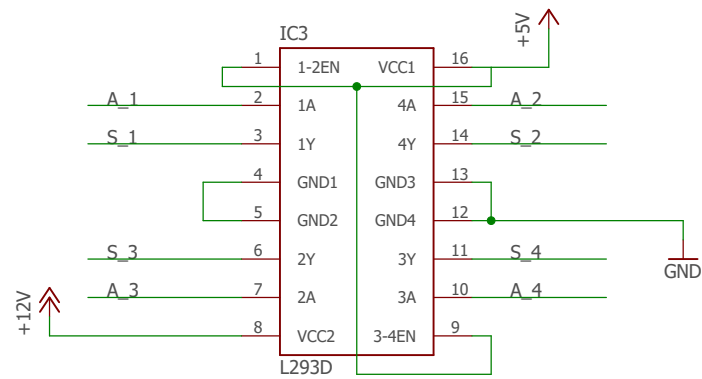 +5V
IC3
1 1-2EN VCC1 16
A_1 2 1A 4A 15 A_2
S_1 3 1Y 4Y 14 S_2
4 GND1 GND3 13
5 GND2 GND4 12
S_3 6 2Y 3Y 11 S_4
GND
A_3 7 2A 3A 10 A_4
+12V
8 VCC2 3-4EN 9
L293D